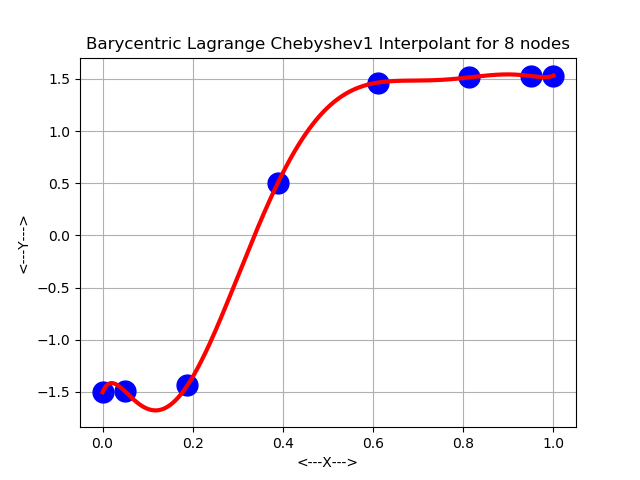 Barycentric Lagrange Chebyshev1 Interpolant for 8 nodes
1.5
1.0
0.5
0.0
−0.5
−1.0
−1.5
<---Y--->
0.0 0.2 0.4 0.6 0.8 1.0
<---X--->